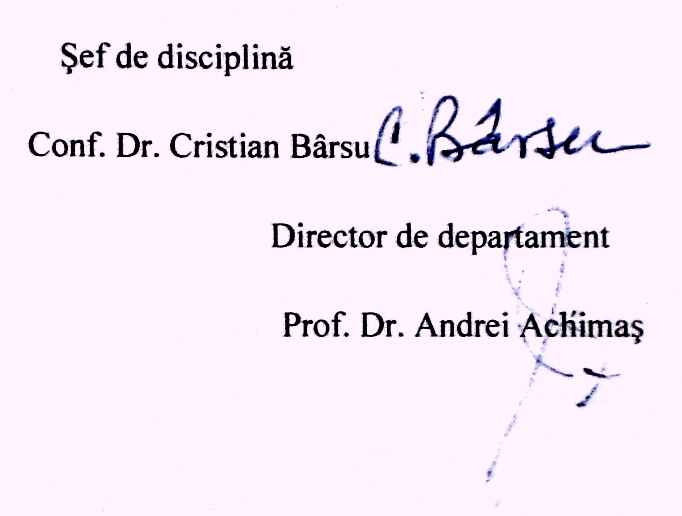 Şef de disciplină
Conf. Dr. Cristian Bârsu C. Bârsu
Director de departament
Prof. Dr. Andrei Achimaş